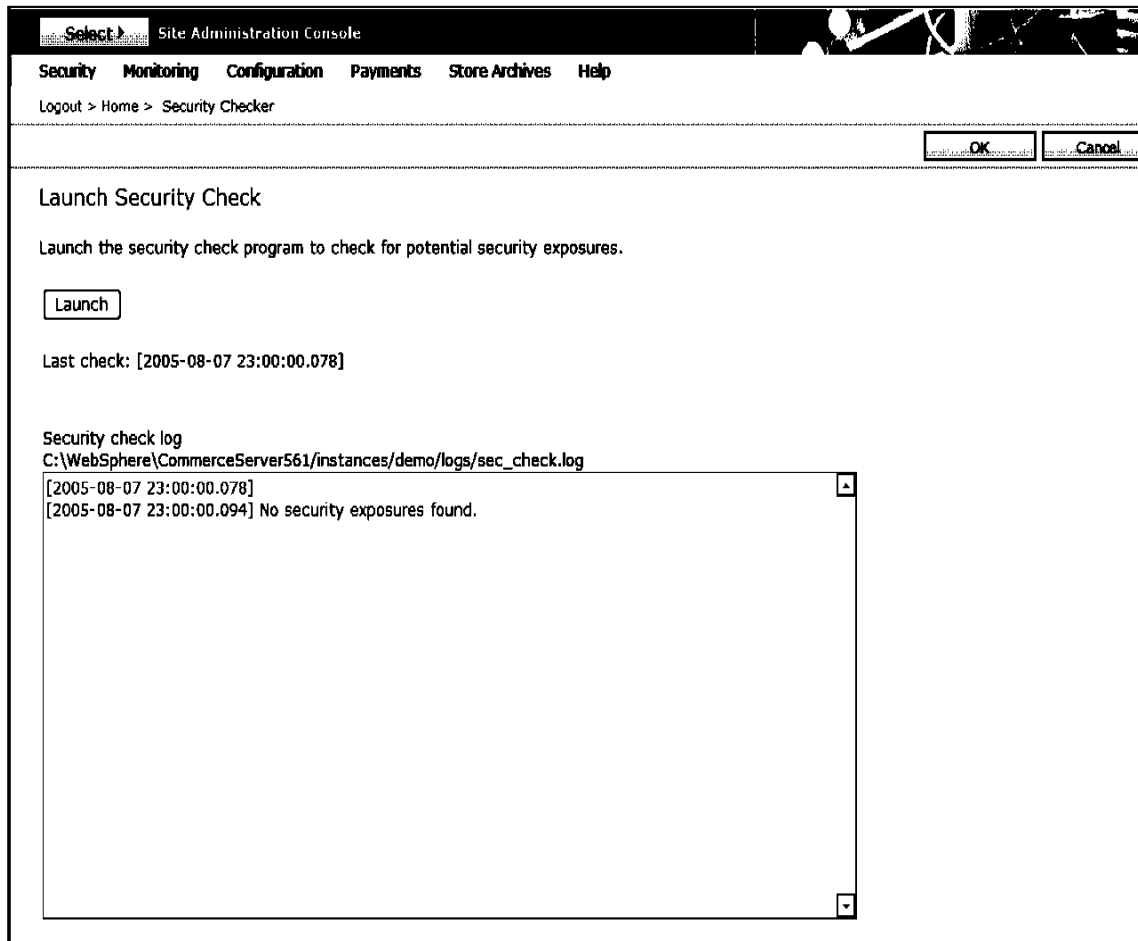 Select Site Administration Console
Security Monitoring Configuration Payments Store Archives Help
Logout > Home > Security Checker
OK Cancel
Launch Security Check
Launch the security check program to check for potential security exposures.
Launch
Last check: [2005-08-07 23:00:00.078]
Security check log
C:\WebSphere\CommerceServer561/instances/demo/logs/sec_check.log
[2005-08-07 23:00:00.078]
[2005-08-07 23:00:00.094] No security exposures found.